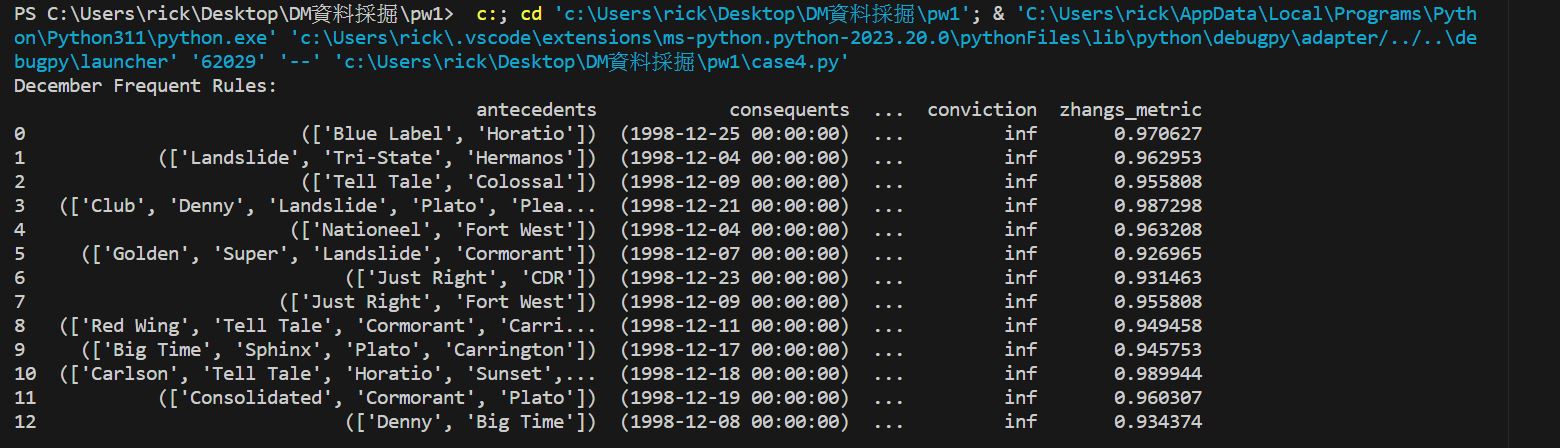 PS C:\Users\rick\Desktop\DM資料採掘\pw1>  c:; cd 'c:\Users\rick\Desktop\DM資料採掘\pw1'; & 'C:\Users\rick\AppData\Local\Programs\Pyth
on\Python311\python.exe' 'c:\Users\rick\.vscode\extensions\ms-python.python-2023.20.0\pythonFiles\lib\python\debugpy\adapter/../..\de
bugpy\launcher' '62029' '--' 'c:\Users\rick\Desktop\DM資料採掘\pw1\case4.py'
December Frequent Rules:
antecedents consequents ... conviction zhangs_metric
0 (['Blue Label', 'Horatio']) (1998-12-25 00:00:00) ... inf 0.970627
1 (['Landslide', 'Tri-State', 'Hermanos']) (1998-12-04 00:00:00) ... inf 0.962953
2 (['Tell Tale', 'Colossal']) (1998-12-09 00:00:00) ... inf 0.955808
3 (['Club', 'Denny', 'Landslide', 'Plato', 'Plea... (1998-12-21 00:00:00) ... inf 0.987298
4 (['Nationeel', 'Fort West']) (1998-12-04 00:00:00) ... inf 0.963208
5 (['Golden', 'Super', 'Landslide', 'Cormorant']) (1998-12-07 00:00:00) ... inf 0.926965
6 (['Just Right', 'CDR']) (1998-12-23 00:00:00) ... inf 0.931463
7 (['Just Right', 'Fort West']) (1998-12-09 00:00:00) ... inf 0.955808
8 (['Red Wing', 'Tell Tale', 'Cormorant', 'Carri... (1998-12-11 00:00:00) ... inf 0.949458
9 (['Big Time', 'Sphinx', 'Plato', 'Carrington']) (1998-12-17 00:00:00) ... inf 0.945753
10 (['Carlson', 'Tell Tale', 'Horatio', 'Sunset',... (1998-12-18 00:00:00) ... inf 0.989944
11 (['Consolidated', 'Cormorant', 'Plato']) (1998-12-19 00:00:00) ... inf 0.960307
12 (['Denny', 'Big Time']) (1998-12-08 00:00:00) ... inf 0.934374